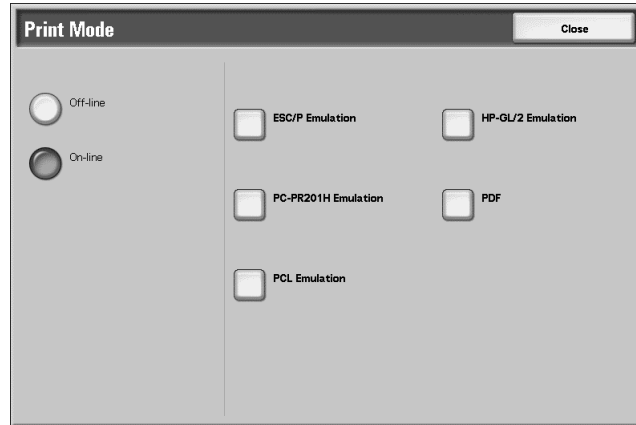 Print Mode
Close
Off-line
On-line
ESC/P Emulation
HP-GL/2 Emulation
PC-PR201H Emulation
PDF
PCL Emulation